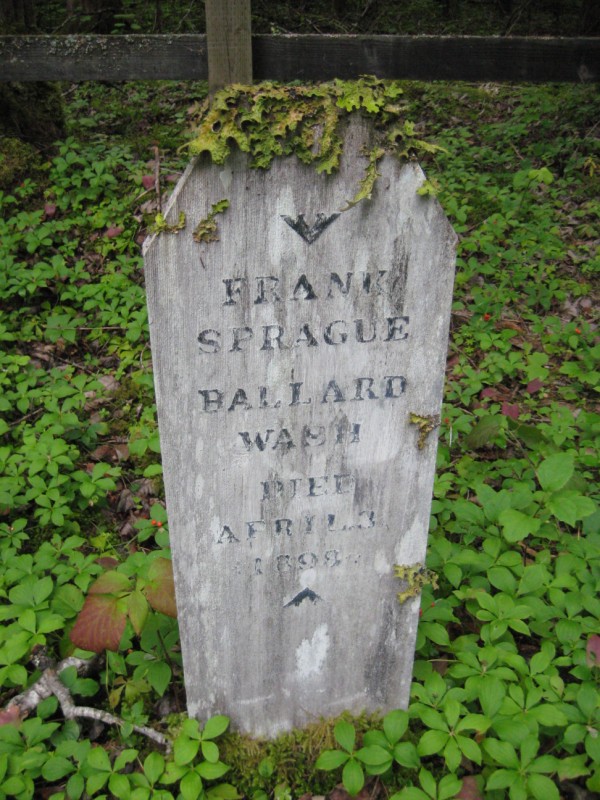 FRANK
SPRAGUE
BALLARD
WASH
DIED
APRIL 3
1898